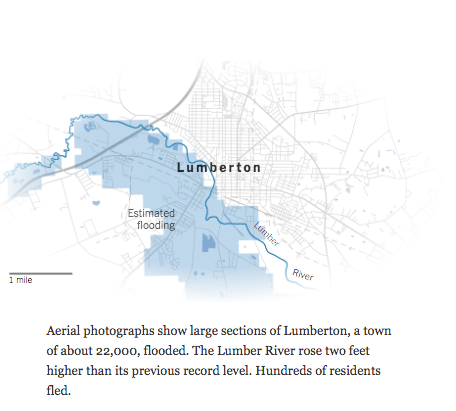 Lumberton
Estimated
flooding
Lumber
River
1 mile
Aerial photographs show large sections of Lumberton, a town
of about 22,000, flooded. The Lumber River rose two feet
higher than its previous record level. Hundreds of residents
fled.